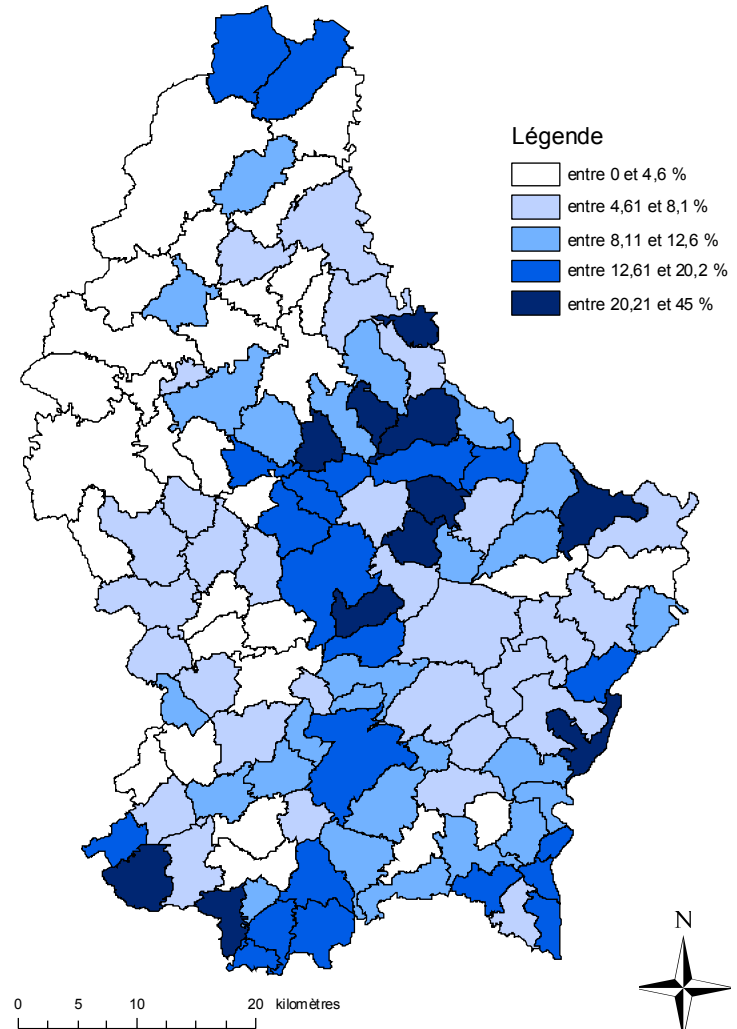 Légende
entre 0 et 4,6 %
entre 4,61 et 8,1 %
entre 8,11 et 12,6 %
entre 12,61 et 20,2 %
entre 20,21 et 45 %
N
0 5 10 20 kilomètres